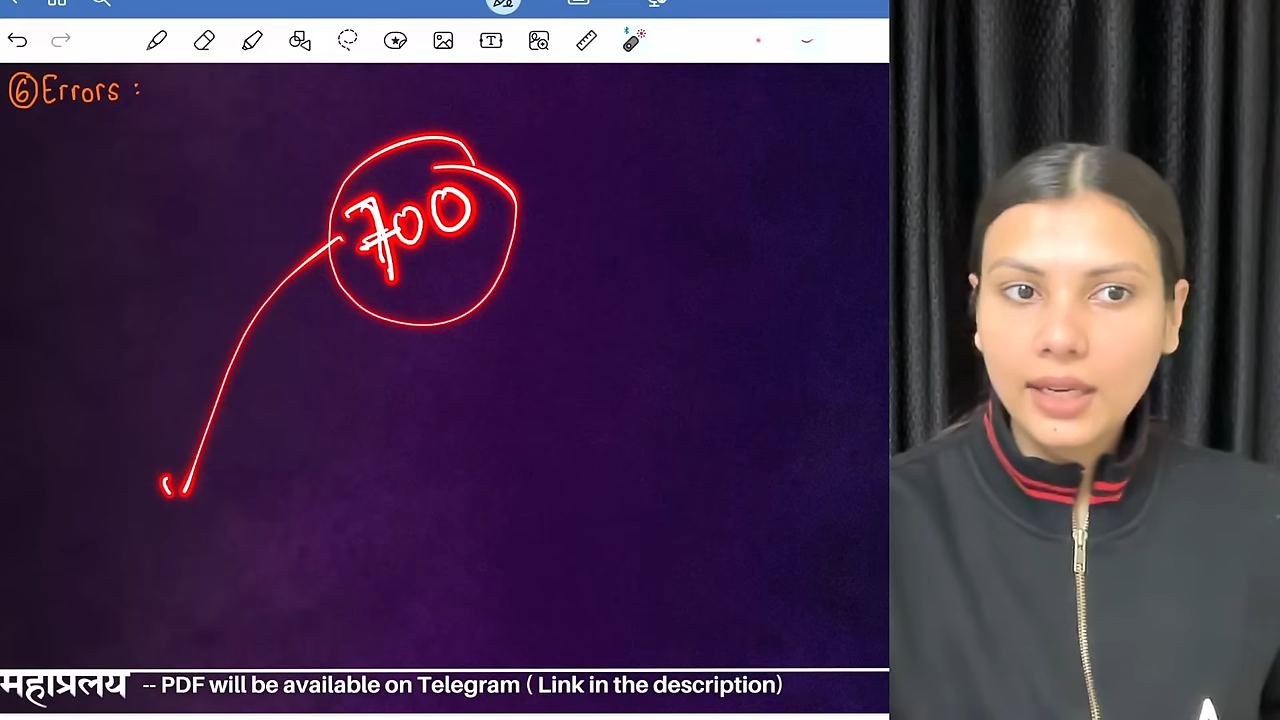 ⑥Errors :
700
महाप्रलय -- PDF will be available on Telegram ( Link in the description)